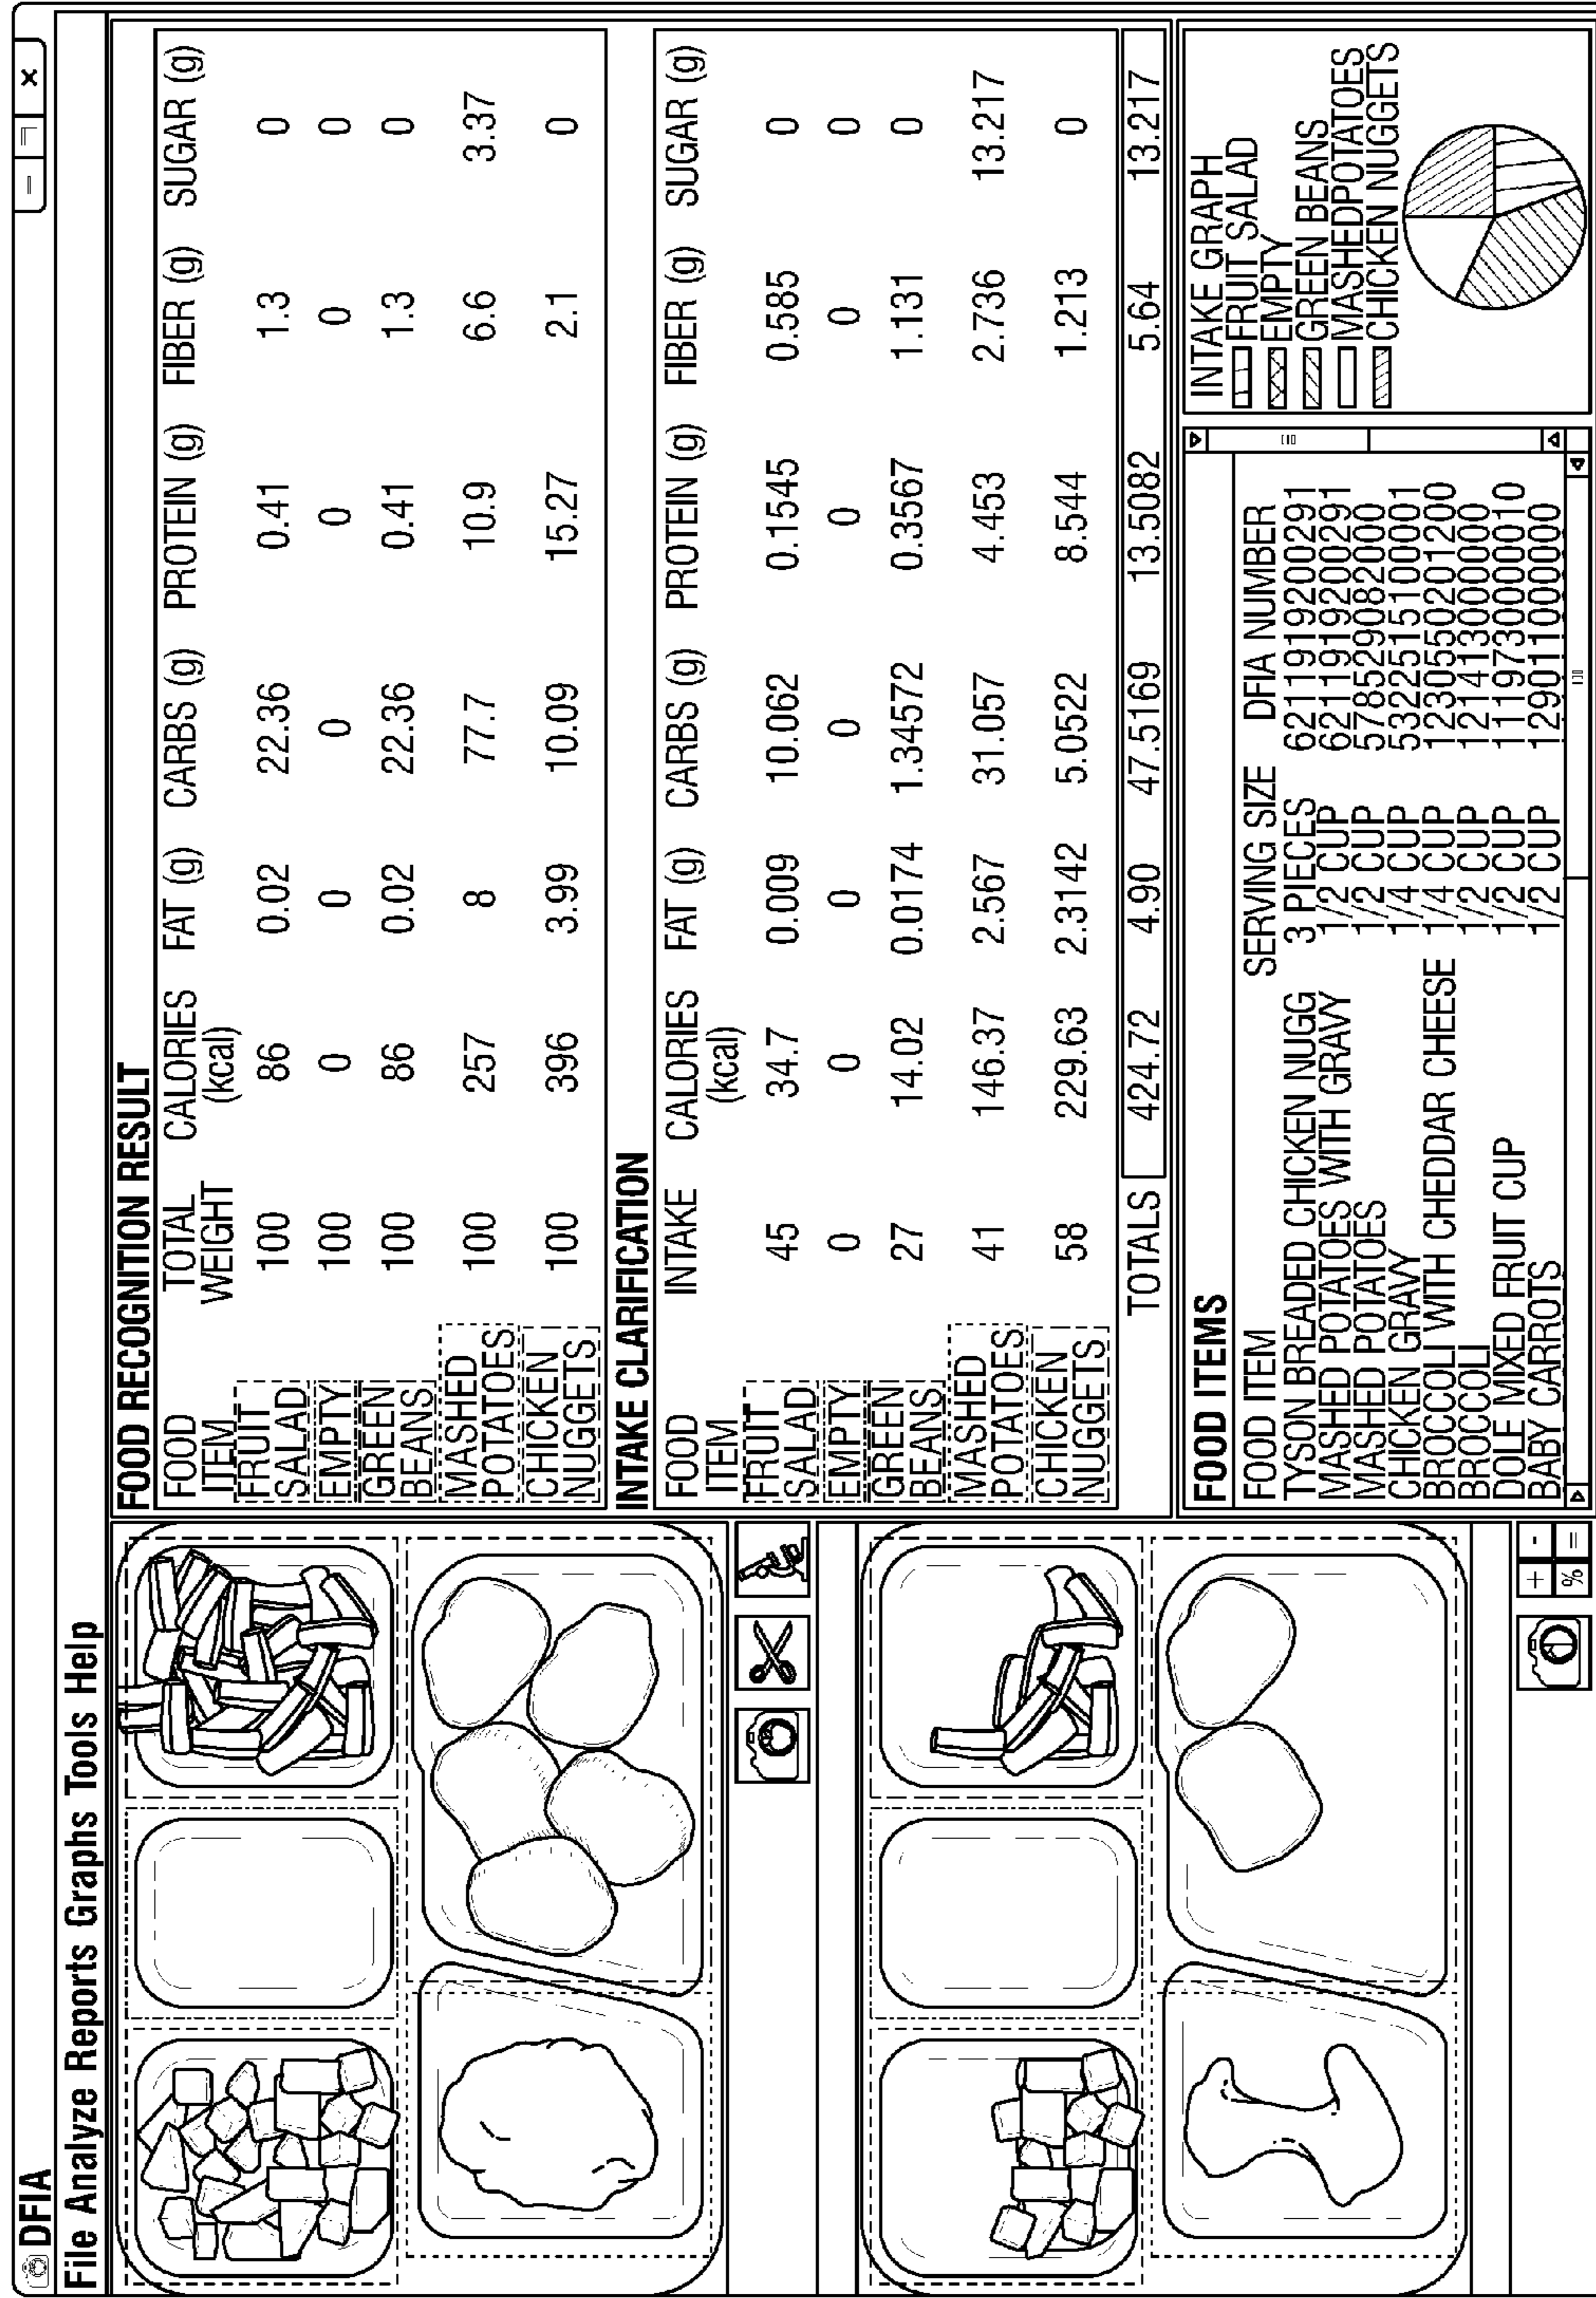 DFIA
File Analyze Reports Graphs Tools Help
FOOD RECOGNITION RESULT
FOOD ITEM TOTAL WEIGHT CALORIES (kcal) FAT (g) CARBS (g) PROTEIN (g) FIBER (g) SUGAR (g)
FRUIT SALAD 100 86 0.02 22.36 0.41 1.3 0
EMPTY 100 0 0 0 0 0 0
GREEN BEANS 100 86 0.02 22.36 0.41 1.3 0
MASHED POTATOES 100 257 8 77.7 10.9 6.6 3.37
CHICKEN NUGGETS 100 396 3.99 10.09 15.27 2.1 0
INTAKE CLARIFICATION
FOOD ITEM INTAKE CALORIES (kcal) FAT (g) CARBS (g) PROTEIN (g) FIBER (g) SUGAR (g)
FRUIT SALAD 45 34.7 0.009 10.062 0.1545 0.585 0
EMPTY 0 0 0 0 0 0 0
GREEN BEANS 27 14.02 0.0174 1.34572 0.3567 1.131 0
MASHED POTATOES 41 146.37 2.567 31.057 4.453 2.736 13.217
CHICKEN NUGGETS 58 229.63 2.3142 5.0522 8.544 1.213 0
TOTALS 424.72 4.90 47.5169 13.5082 5.64 13.217
FOOD ITEMS
FOOD ITEM SERVING SIZE DFIA NUMBER
TYSON BREADED CHICKEN NUGG 3 PIECES 6211919200291
MASHED POTATOES WITH GRAVY 1/2 CUP 6211919200291
MASHED POTATOES 1/2 CUP 578529082000
CHICKEN GRAVY 1/4 CUP 5322515100001
BROCCOLI WITH CHEDDAR CHEESE 1/4 CUP 1230550201200
BROCCOLI 1/2 CUP 1214130000000
DOLE MIXED FRUIT CUP 1/2 CUP 1119730000010
BABY CARROTS 1/2 CUP 1290110000000
INTAKE GRAPH
FRUIT SALAD
EMPTY
GREEN BEANS
MASHEDPOTATOES
CHICKEN NUGGETS
+ -
% =